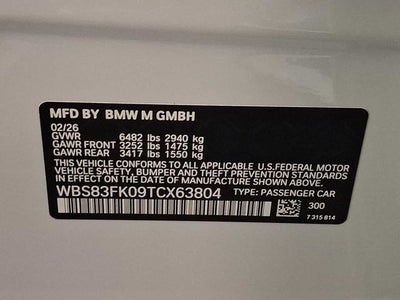 MFD BY BMW M GMBH
02/26
GVWR 6482 lbs 2940 kg
GAWR FRONT 3252 lbs 1475 kg
GAWR REAR 3417 lbs 1550 kg
THIS VEHICLE CONFORMS TO ALL APPLICABLE U.S.FEDERAL MOTOR
VEHICLE SAFETY, BUMPER, AND THEFT PREVENTION STANDARDS
IN EFFECT ON THE DATE OF MANUFACTURE SHOWN ABOVE.
WBS83FK09TCX63804 TYPE: PASSENGER CAR
300
7 315 814